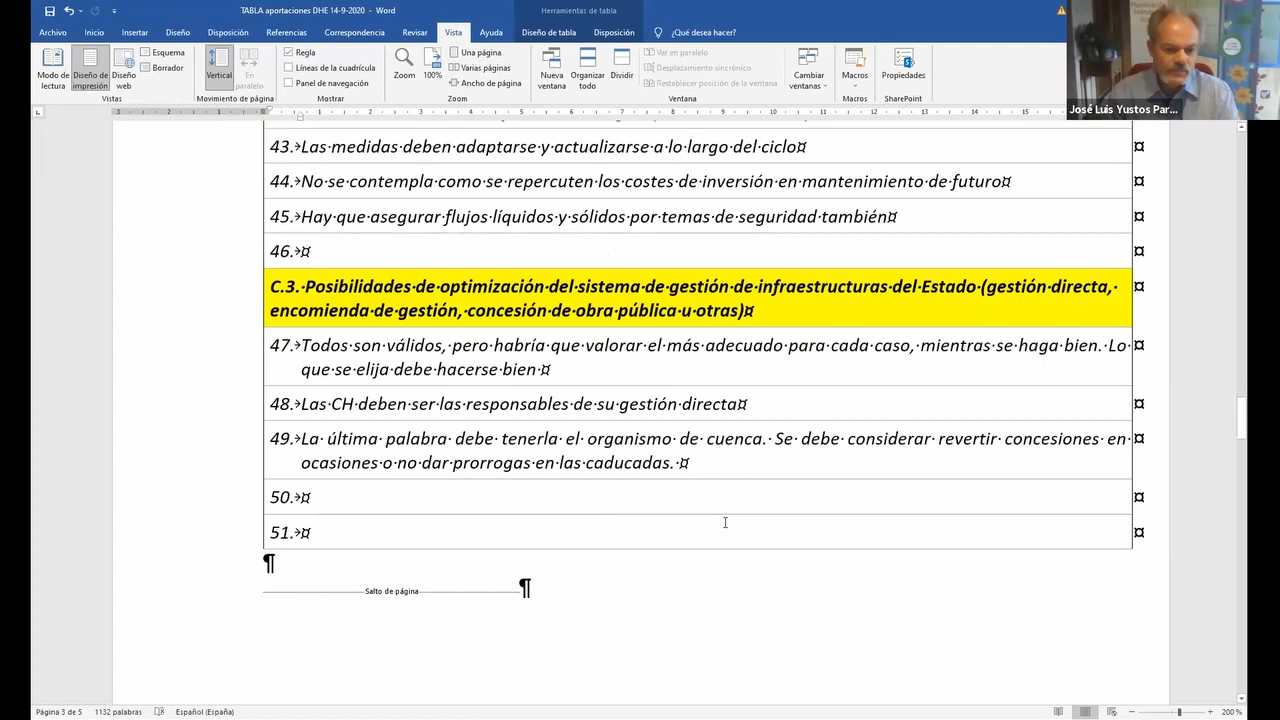 TABLA aportaciones DHE 14-9-2020 - Word
Herramientas de tabla
Archivo Inicio Insertar Diseño Disposición Referencias Correspondencia Revisar Vista Ayuda Diseño de tabla Disposición ¿Qué desea hacer?
Modo de lectura
Diseño de impresión
Diseño web
Esquema
Borrador
Vistas
Vertical
En paralelo
Movimiento de página
Regla
Líneas de la cuadrícula
Panel de navegación
Mostrar
Zoom
100%
Una página
Varias páginas
Ancho de página
Zoom
Nueva ventana
Organizar todo
Dividir
Ver en paralelo
Desplazamiento sincrónico
Restablecer posición de la ventana
Ventana
Cambiar ventanas
Macros
Macros
Propiedades
SharePoint
José Luis Yustos Par...
43. Las medidas deben adaptarse y actualizarse a lo largo del ciclo
44. No se contempla como se repercuten los costes de inversión en mantenimiento de futuro
45. Hay que asegurar flujos líquidos y sólidos por temas de seguridad también
46.
C.3. Posibilidades de optimización del sistema de gestión de infraestructuras del Estado (gestión directa,
encomienda de gestión, concesión de obra pública u otras)
47. Todos son válidos, pero habría que valorar el más adecuado para cada caso, mientras se haga bien. Lo
que se elija debe hacerse bien
48. Las CH deben ser las responsables de su gestión directa
49. La última palabra debe tenerla el organismo de cuenca. Se debe considerar revertir concesiones en
ocasiones o no dar prorrogas en las caducadas.
50.
51.
¶
Salto de página ¶
Página 3 de 5 1132 palabras Español (España) 200 %